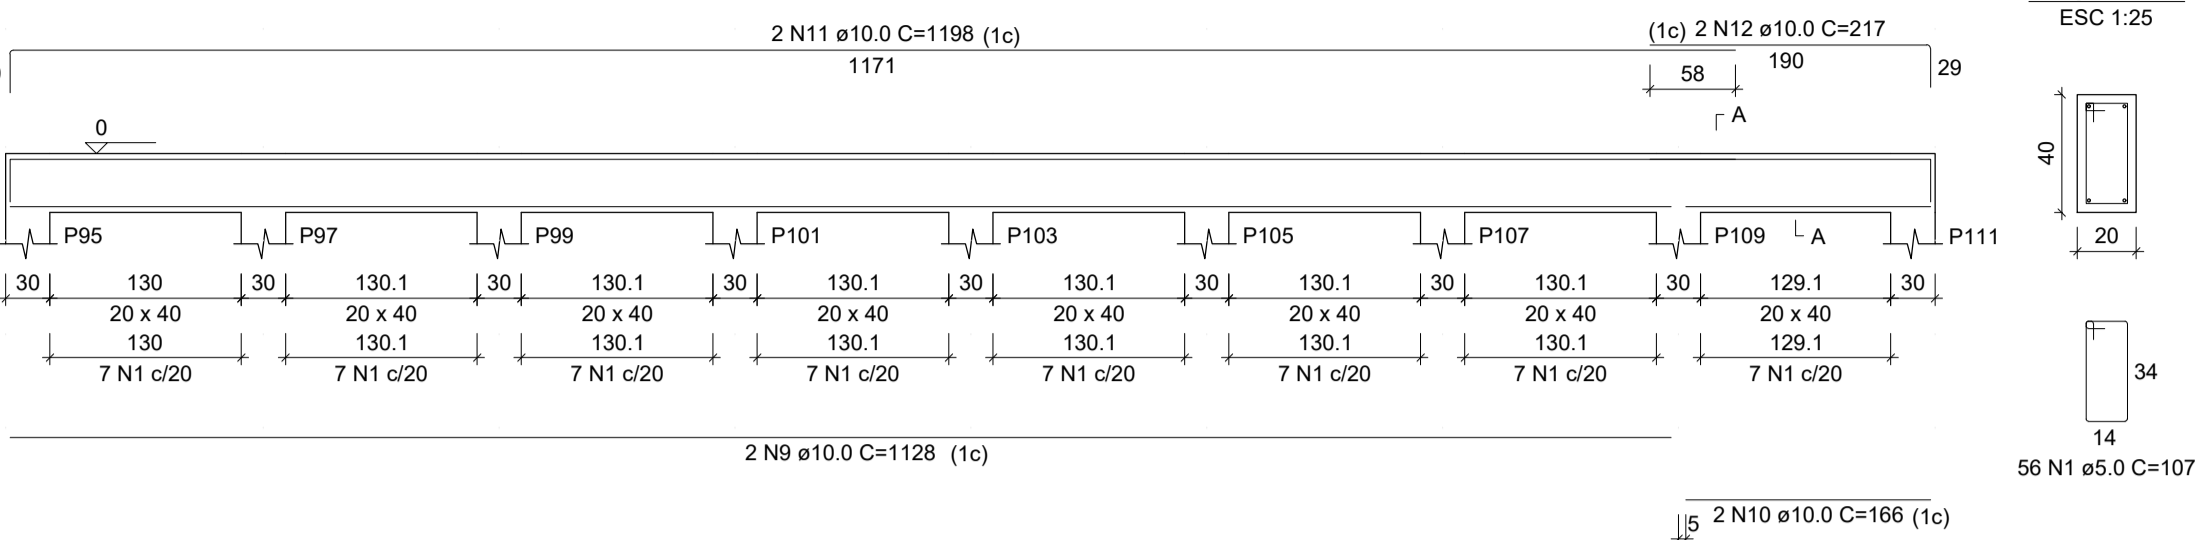 ESC 1:25
2 N11 ø10.0 C=1198 (1c)
(1c) 2 N12 ø10.0 C=217
1171
190
29
58
A
0
40
20
P95 P97 P99 P101 P103 P105 P107 P109 A P111
30 130 30 130.1 30 130.1 30 130.1 30 130.1 30 130.1 30 130.1 30 129.1 30
20 x 40 20 x 40 20 x 40 20 x 40 20 x 40 20 x 40 20 x 40 20 x 40
130 130.1 130.1 130.1 130.1 130.1 130.1 129.1
7 N1 c/20 7 N1 c/20 7 N1 c/20 7 N1 c/20 7 N1 c/20 7 N1 c/20 7 N1 c/20 7 N1 c/20
34
14
2 N9 ø10.0 C=1128 (1c)
56 N1 ø5.0 C=107
5
2 N10 ø10.0 C=166 (1c)